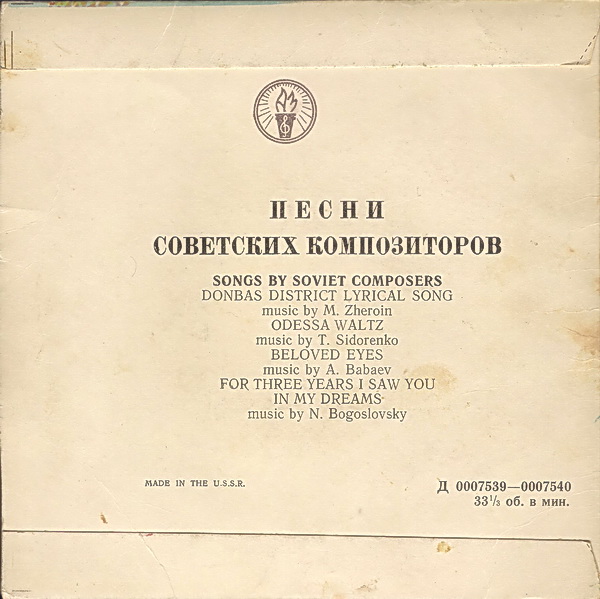 АЗ
ПЕСНИ
СОВЕТСКИХ КОМПОЗИТОРОВ
SONGS BY SOVIET COMPOSERS
DONBAS DISTRICT LYRICAL SONG
music by M. Zheroin
ODESSA WALTZ
music by T. Sidorenko
BELOVED EYES
music by A. Babaev
FOR THREE YEARS I SAW YOU
IN MY DREAMS
music by N. Bogoslovsky
MADE IN THE U.S.S.R.
Д 0007539—0007540
33⅓ об. в мин.